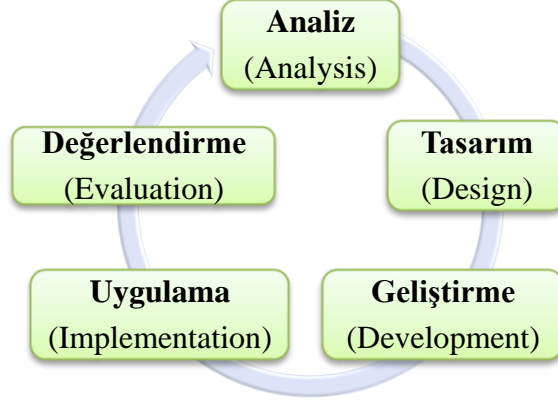 Analiz
(Analysis)
Tasarım
(Design)
Geliştirme
(Development)
Uygulama
(Implementation)
Değerlendirme
(Evaluation)